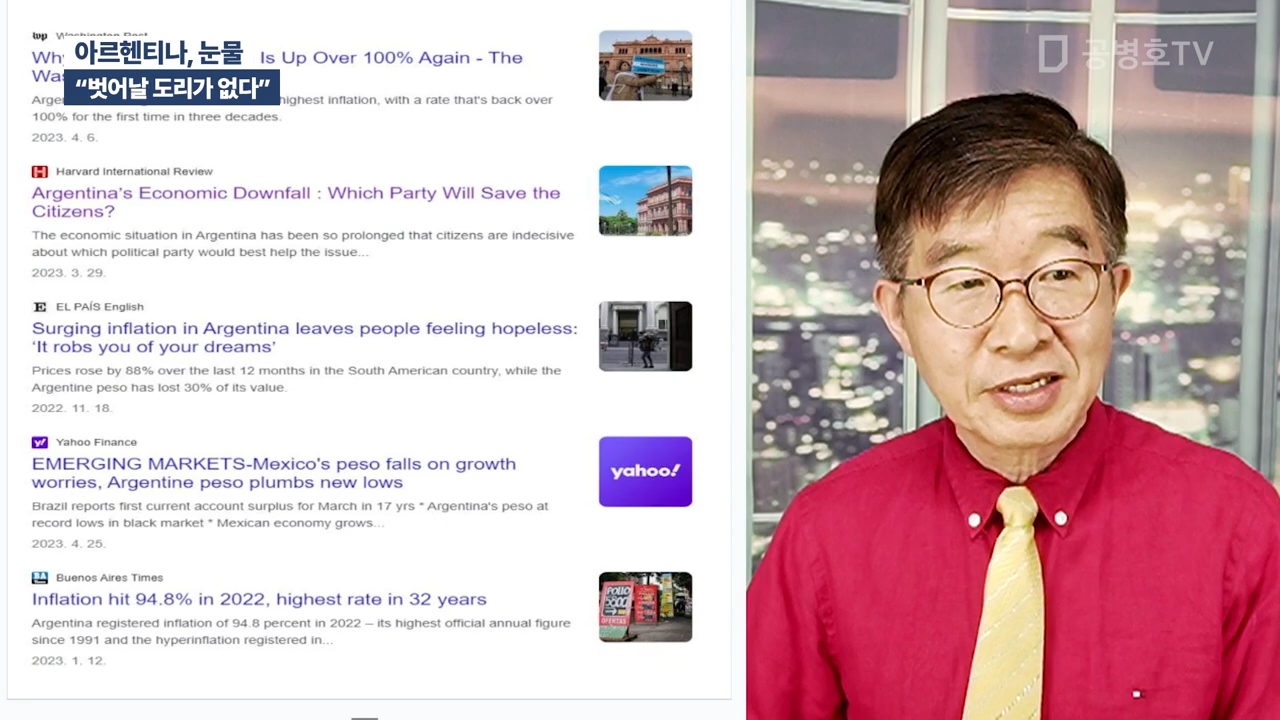 아르헨티나, 눈물
“벗어날 도리가 없다”
공병호TV
Washington Post
Why Is Up Over 100% Again - The
Was
Arge highest inflation, with a rate that's back over
100% for the first time in three decades.
2023. 4. 6.
Harvard International Review
Argentina's Economic Downfall : Which Party Will Save the
Citizens?
The economic situation in Argentina has been so prolonged that citizens are indecisive
about which political party would best help the issue...
2023. 3. 29.
EL PAÍS English
Surging inflation in Argentina leaves people feeling hopeless:
‘It robs you of your dreams’
Prices rose by 88% over the last 12 months in the South American country, while the
Argentine peso has lost 30% of its value.
2022. 11. 18.
Yahoo Finance
EMERGING MARKETS-Mexico's peso falls on growth
worries, Argentine peso plumbs new lows
Brazil reports first current account surplus for March in 17 yrs * Argentina's peso at
record lows in black market * Mexican economy grows...
2023. 4. 25.
yahoo!
Buenos Aires Times
Inflation hit 94.8% in 2022, highest rate in 32 years
Argentina registered inflation of 94.8 percent in 2022 – its highest official annual figure
since 1991 and the hyperinflation registered in...
2023. 1. 12.
POLLO